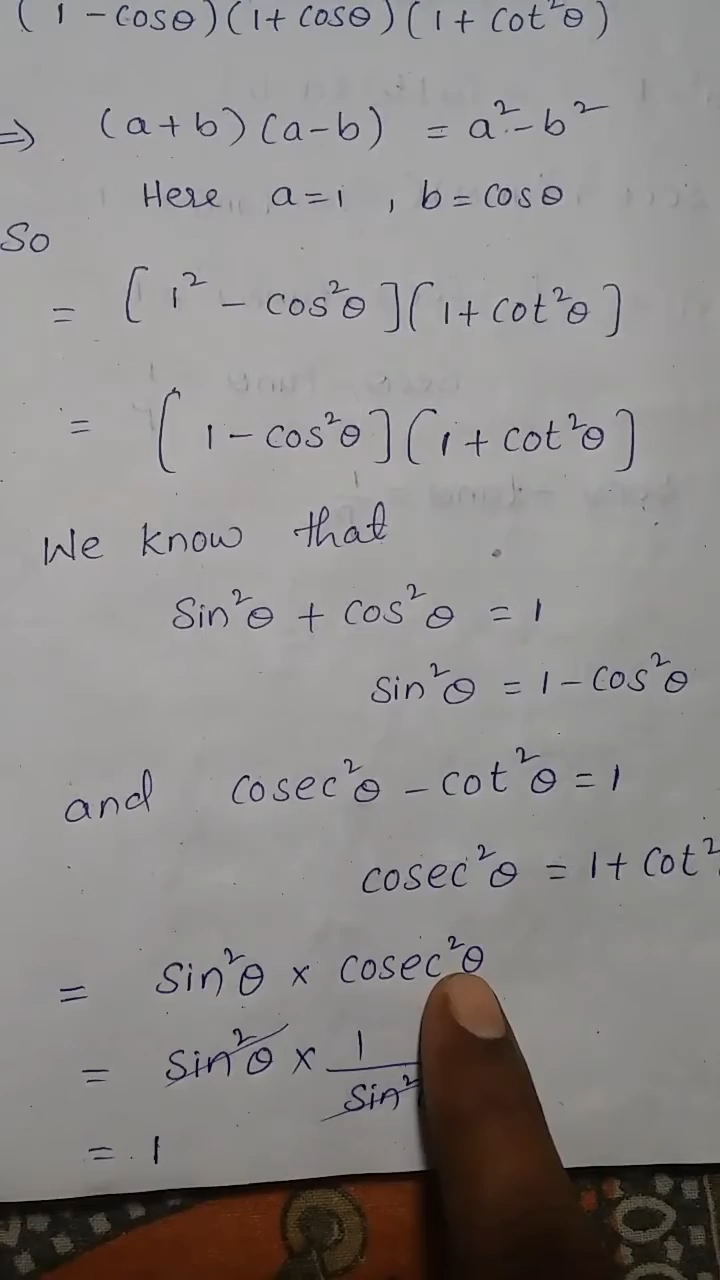 (1 - cosθ)(1 + cosθ)(1 + cot²θ)
⇒ (a + b)(a - b) = a² - b²
Here a = 1, b = cosθ
So
= [1² - cos²θ][1 + cot²θ]
= [1 - cos²θ][1 + cot²θ]
We know that
Sin²θ + cos²θ = 1
Sin²θ = 1 - cos²θ
and cosec²θ - cot²θ = 1
cosec²θ = 1 + cot²
= Sin²θ × cosec²θ
= Sin²θ × 1/Sin²
= 1